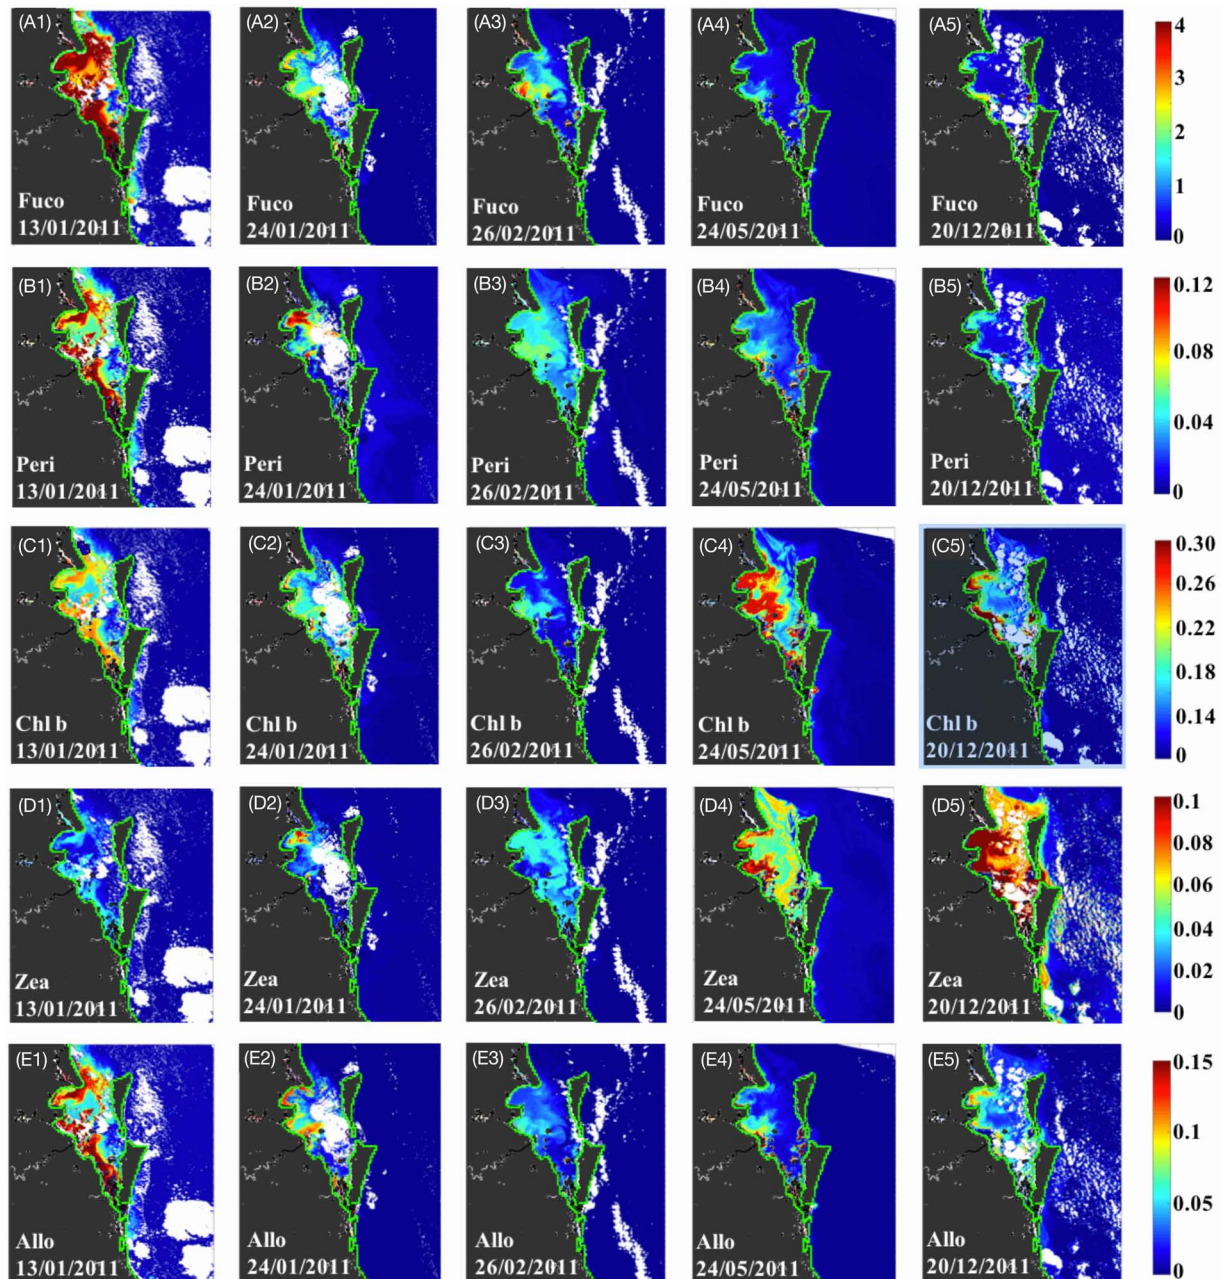 (A1) (A2) (A3) (A4) (A5) 4
3
2
1
Fuco Fuco Fuco Fuco Fuco
13/01/2011 24/01/2011 26/02/2011 24/05/2011 20/12/2011 0
(B1) (B2) (B3) (B4) (B5) 0.12
0.08
0.04
Peri Peri Peri Peri Peri
13/01/2011 24/01/2011 26/02/2011 24/05/2011 20/12/2011 0
(C1) (C2) (C3) (C4) (C5) 0.30
0.26
0.22
0.18
Chl b Chl b Chl b Chl b Chl b 0.14
13/01/2011 24/01/2011 26/02/2011 24/05/2011 20/12/2011 0
(D1) (D2) (D3) (D4) (D5) 0.1
0.08
0.06
0.04
Zea Zea Zea Zea Zea 0.02
13/01/2011 24/01/2011 26/02/2011 24/05/2011 20/12/2011 0
(E1) (E2) (E3) (E4) (E5) 0.15
0.1
0.05
Allo Allo Allo Allo Allo
13/01/2011 24/01/2011 26/02/2011 24/05/2011 20/12/2011 0